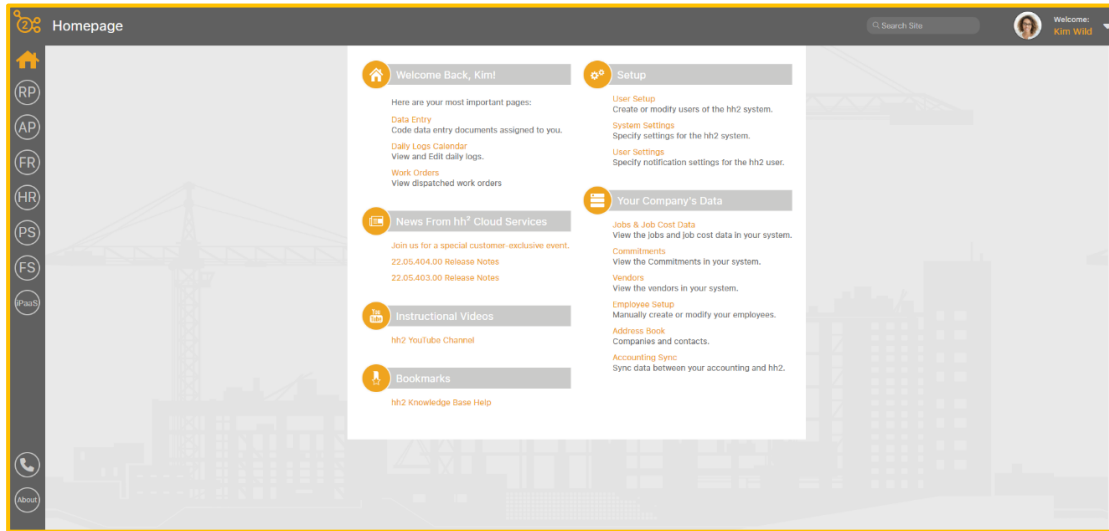 2
Homepage
Search Site
Welcome:
Kim Wild
RP
AP
FR
HR
PS
FS
iPaaS
About
Welcome Back, Kim!
Here are your most important pages:
Data Entry
Code data entry documents assigned to you.
Daily Logs Calendar
View and Edit daily logs.
Work Orders
View dispatched work orders
News From hh² Cloud Services
Join us for a special customer-exclusive event.
22.05.404.00 Release Notes
22.05.403.00 Release Notes
You
Tube
Instructional Videos
hh2 YouTube Channel
Bookmarks
hh2 Knowledge Base Help
Setup
User Setup
Create or modify users of the hh2 system.
System Settings
Specify settings for the hh2 system.
User Settings
Specify notification settings for the hh2 user.
Your Company's Data
Jobs & Job Cost Data
View the jobs and job cost data in your system.
Commitments
View the Commitments in your system.
Vendors
View the vendors in your system.
Employee Setup
Manually create or modify your employees.
Address Book
Companies and contacts.
Accounting Sync
Sync data between your accounting and hh2.